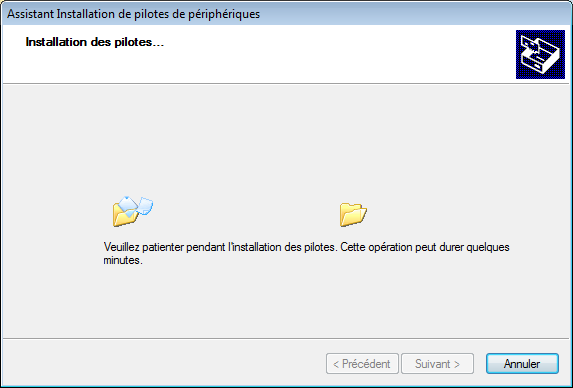 Assistant Installation de pilotes de périphériques
Installation des pilotes...
Veuillez patienter pendant l'installation des pilotes. Cette opération peut durer quelques
minutes.
< Précédent
Suivant >
Annuler